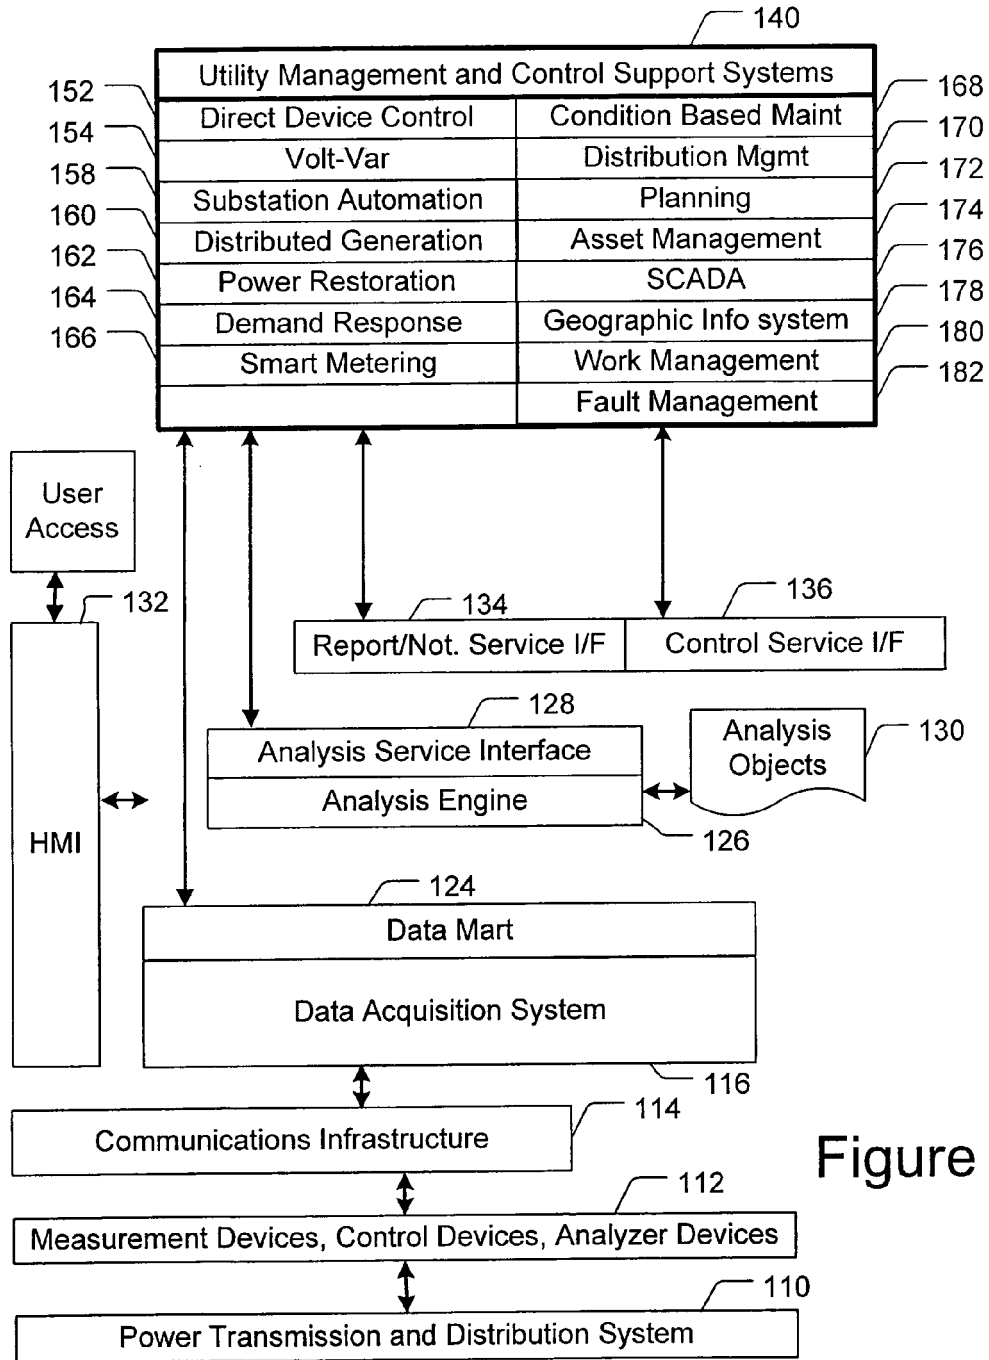 140
Utility Management and Control Support Systems
152 Direct Device Control Condition Based Maint 168
154 Volt-Var Distribution Mgmt 170
158 Substation Automation Planning 172
160 Distributed Generation Asset Management 174
162 Power Restoration SCADA 176
164 Demand Response Geographic Info system 178
166 Smart Metering Work Management 180
Fault Management 182
User
Access
132
134
136
Report/Not. Service I/F Control Service I/F
128
Analysis Service Interface
Analysis
Objects
130
Analysis Engine
126
HMI
124
Data Mart
Data Acquisition System
116
114
Communications Infrastructure
Figure
112
Measurement Devices, Control Devices, Analyzer Devices
110
Power Transmission and Distribution System